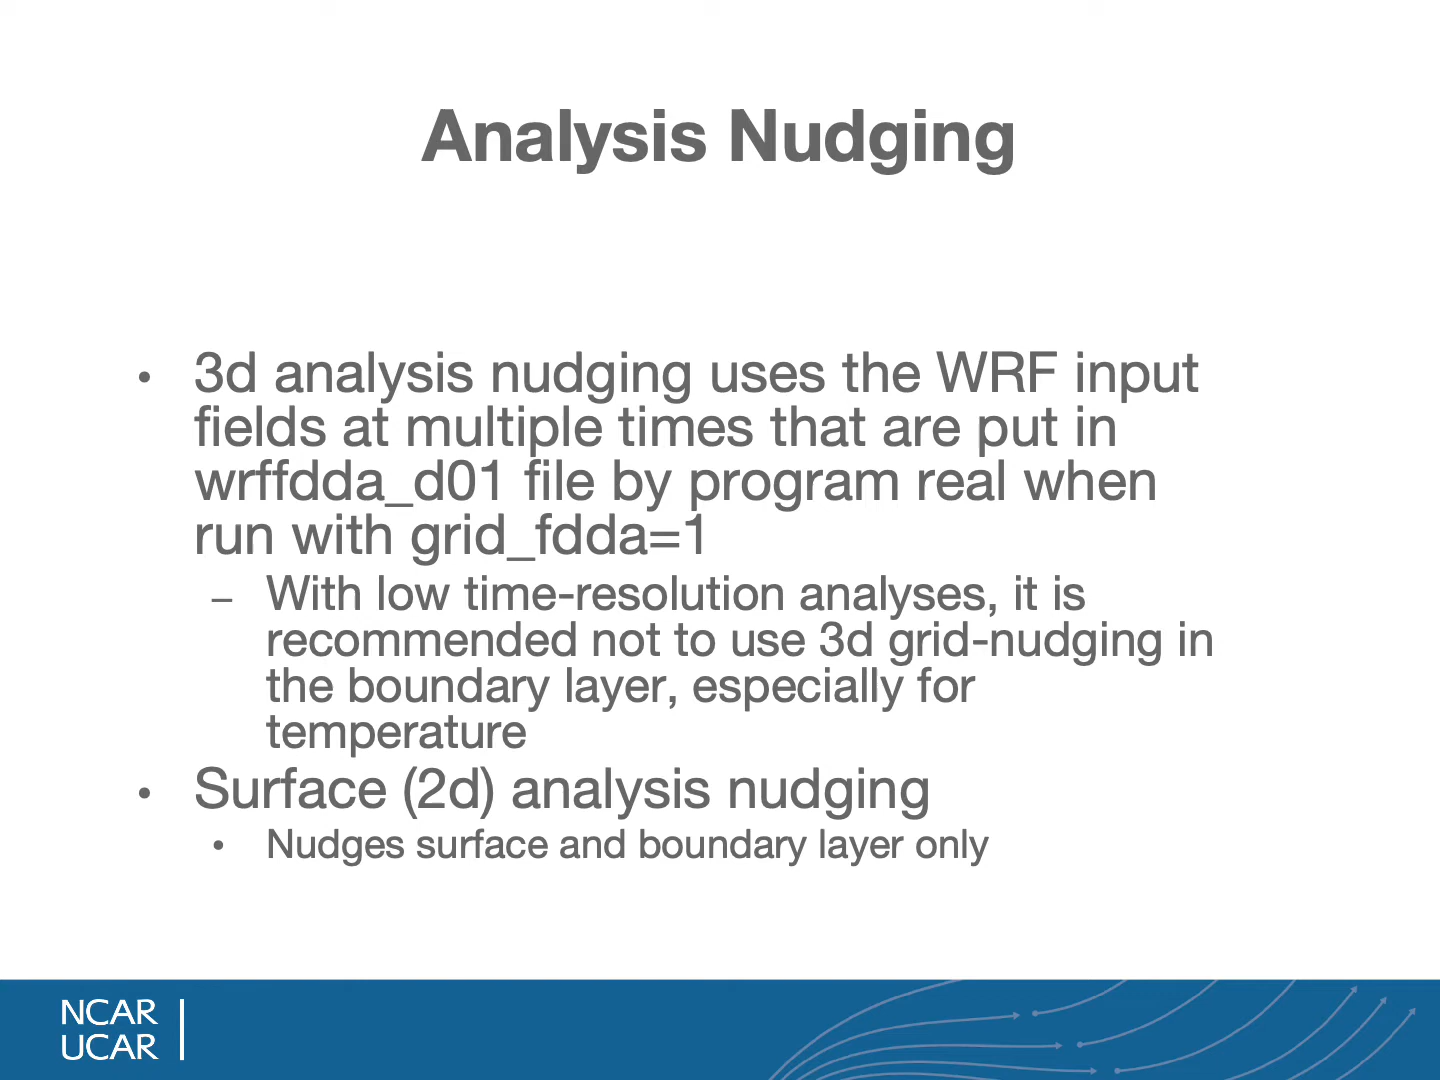 Analysis Nudging
• 3d analysis nudging uses the WRF input
fields at multiple times that are put in
wrffdda_d01 file by program real when
run with grid_fdda=1
– With low time-resolution analyses, it is
recommended not to use 3d grid-nudging in
the boundary layer, especially for
temperature
• Surface (2d) analysis nudging
• Nudges surface and boundary layer only
NCAR
UCAR